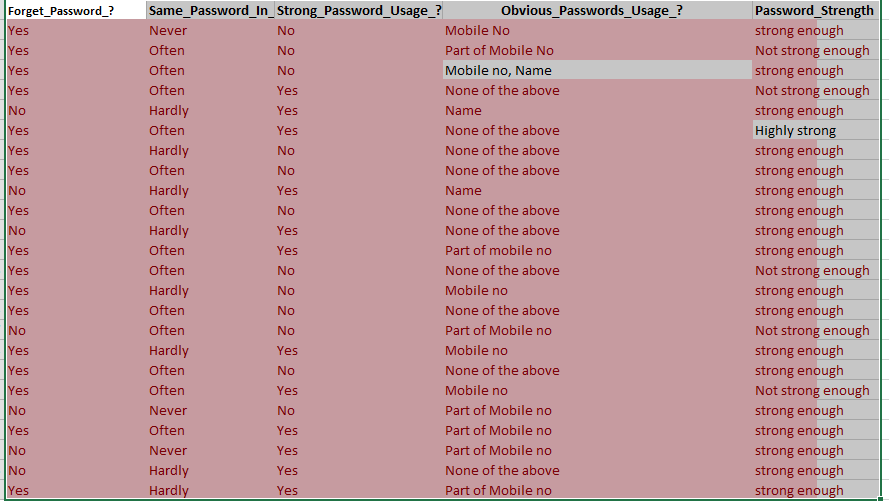 Forget_Password_? Same_Password_In_ Strong_Password_Usage_? Obvious_Passwords_Usage_? Password_Strength
Yes Never No Mobile No strong enough
Yes Often No Part of Mobile No Not strong enough
Yes Often No Mobile no, Name strong enough
Yes Often Yes None of the above Not strong enough
No Hardly Yes Name strong enough
Yes Often Yes None of the above Highly strong
Yes Hardly No None of the above strong enough
Yes Often No None of the above strong enough
No Hardly Yes Name strong enough
Yes Often No None of the above strong enough
No Hardly Yes None of the above strong enough
Yes Often Yes Part of mobile no strong enough
Yes Often No None of the above Not strong enough
Yes Hardly No Mobile no strong enough
Yes Often No None of the above strong enough
No Often No Part of Mobile no Not strong enough
Yes Hardly Yes Mobile no strong enough
Yes Often No None of the above strong enough
Yes Often Yes Mobile no Not strong enough
No Never No Part of Mobile no strong enough
Yes Often Yes Part of Mobile no strong enough
No Never Yes Part of Mobile no strong enough
No Hardly Yes None of the above strong enough
Yes Hardly Yes Part of Mobile no strong enough